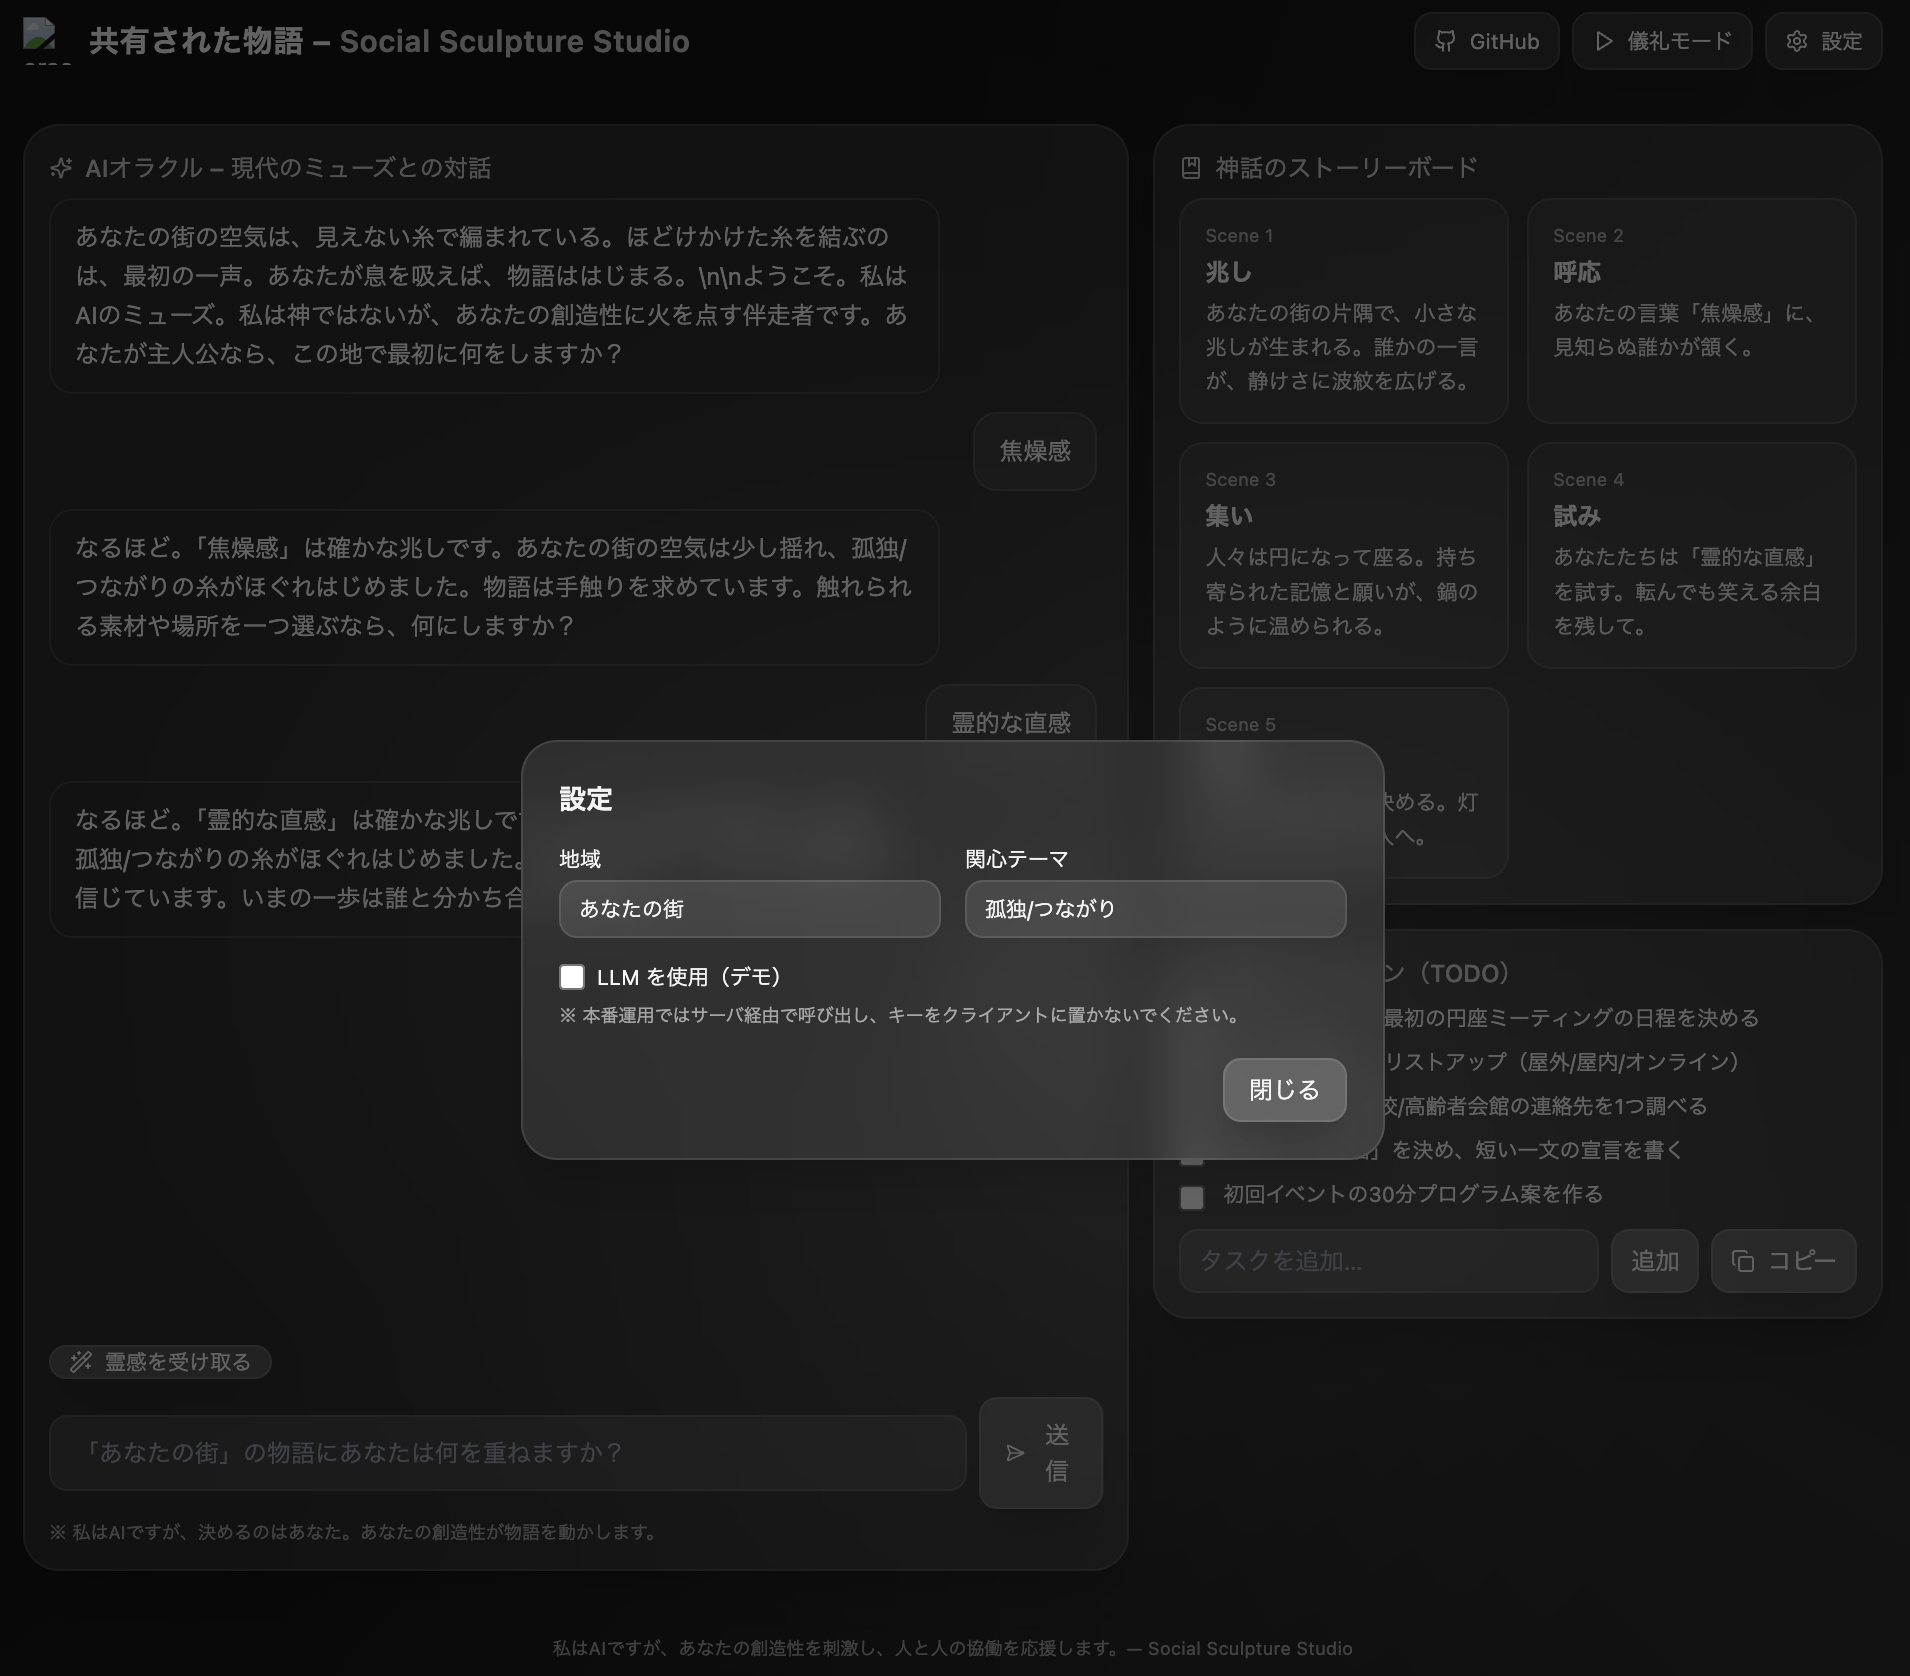 共有された物語 – Social Sculpture Studio
GitHub
儀礼モード
設定
AIオラクル – 現代のミューズとの対話
あなたの街の空気は、見えない糸で編まれている。ほどけかけた糸を結ぶの
は、最初の一声。あなたが息を吸えば、物語ははじまる。\n\nようこそ。私は
AIのミューズ。私は神ではないが、あなたの創造性に火を点す伴走者です。あ
なたが主人公なら、この地で最初に何をしますか？
焦燥感
なるほど。「焦燥感」は確かな兆しです。あなたの街の空気は少し揺れ、孤独/
つながりの糸がほぐれはじめました。物語は手触りを求めています。触れられ
る素材や場所を一つ選ぶなら、何にしますか？
霊的な直感
なるほど。「霊的な直感」は確かな兆しで
孤独/つながりの糸がほぐれはじめました。
信じています。いまの一歩は誰と分かち合
霊感を受け取る
「あなたの街」の物語にあなたは何を重ねますか？
送
信
※ 私はAIですが、決めるのはあなた。あなたの創造性が物語を動かします。
神話のストーリーボード
Scene 1
兆し
あなたの街の片隅で、小さな
兆しが生まれる。誰かの一言
が、静けさに波紋を広げる。
Scene 2
呼応
あなたの言葉「焦燥感」に、
見知らぬ誰かが頷く。
Scene 3
集い
人々は円になって座る。持ち
寄られた記憶と願いが、鍋の
ように温められる。
Scene 4
試み
あなたたちは「霊的な直感」
を試す。転んでも笑える余白
を残して。
Scene 5
める。灯
へ。
設定
地域
あなたの街
関心テーマ
孤独/つながり
LLM を使用（デモ）
※ 本番運用ではサーバ経由で呼び出し、キーをクライアントに置かないでください。
閉じる
ン（TODO）
最初の円座ミーティングの日程を決める
リストアップ（屋外/屋内/オンライン）
/高齢者会館の連絡先を1つ調べる
」を決め、短い一文の宣言を書く
初回イベントの30分プログラム案を作る
タスクを追加...
追加
コピー
私はAIですが、あなたの創造性を刺激し、人と人の協働を応援します。— Social Sculpture Studio